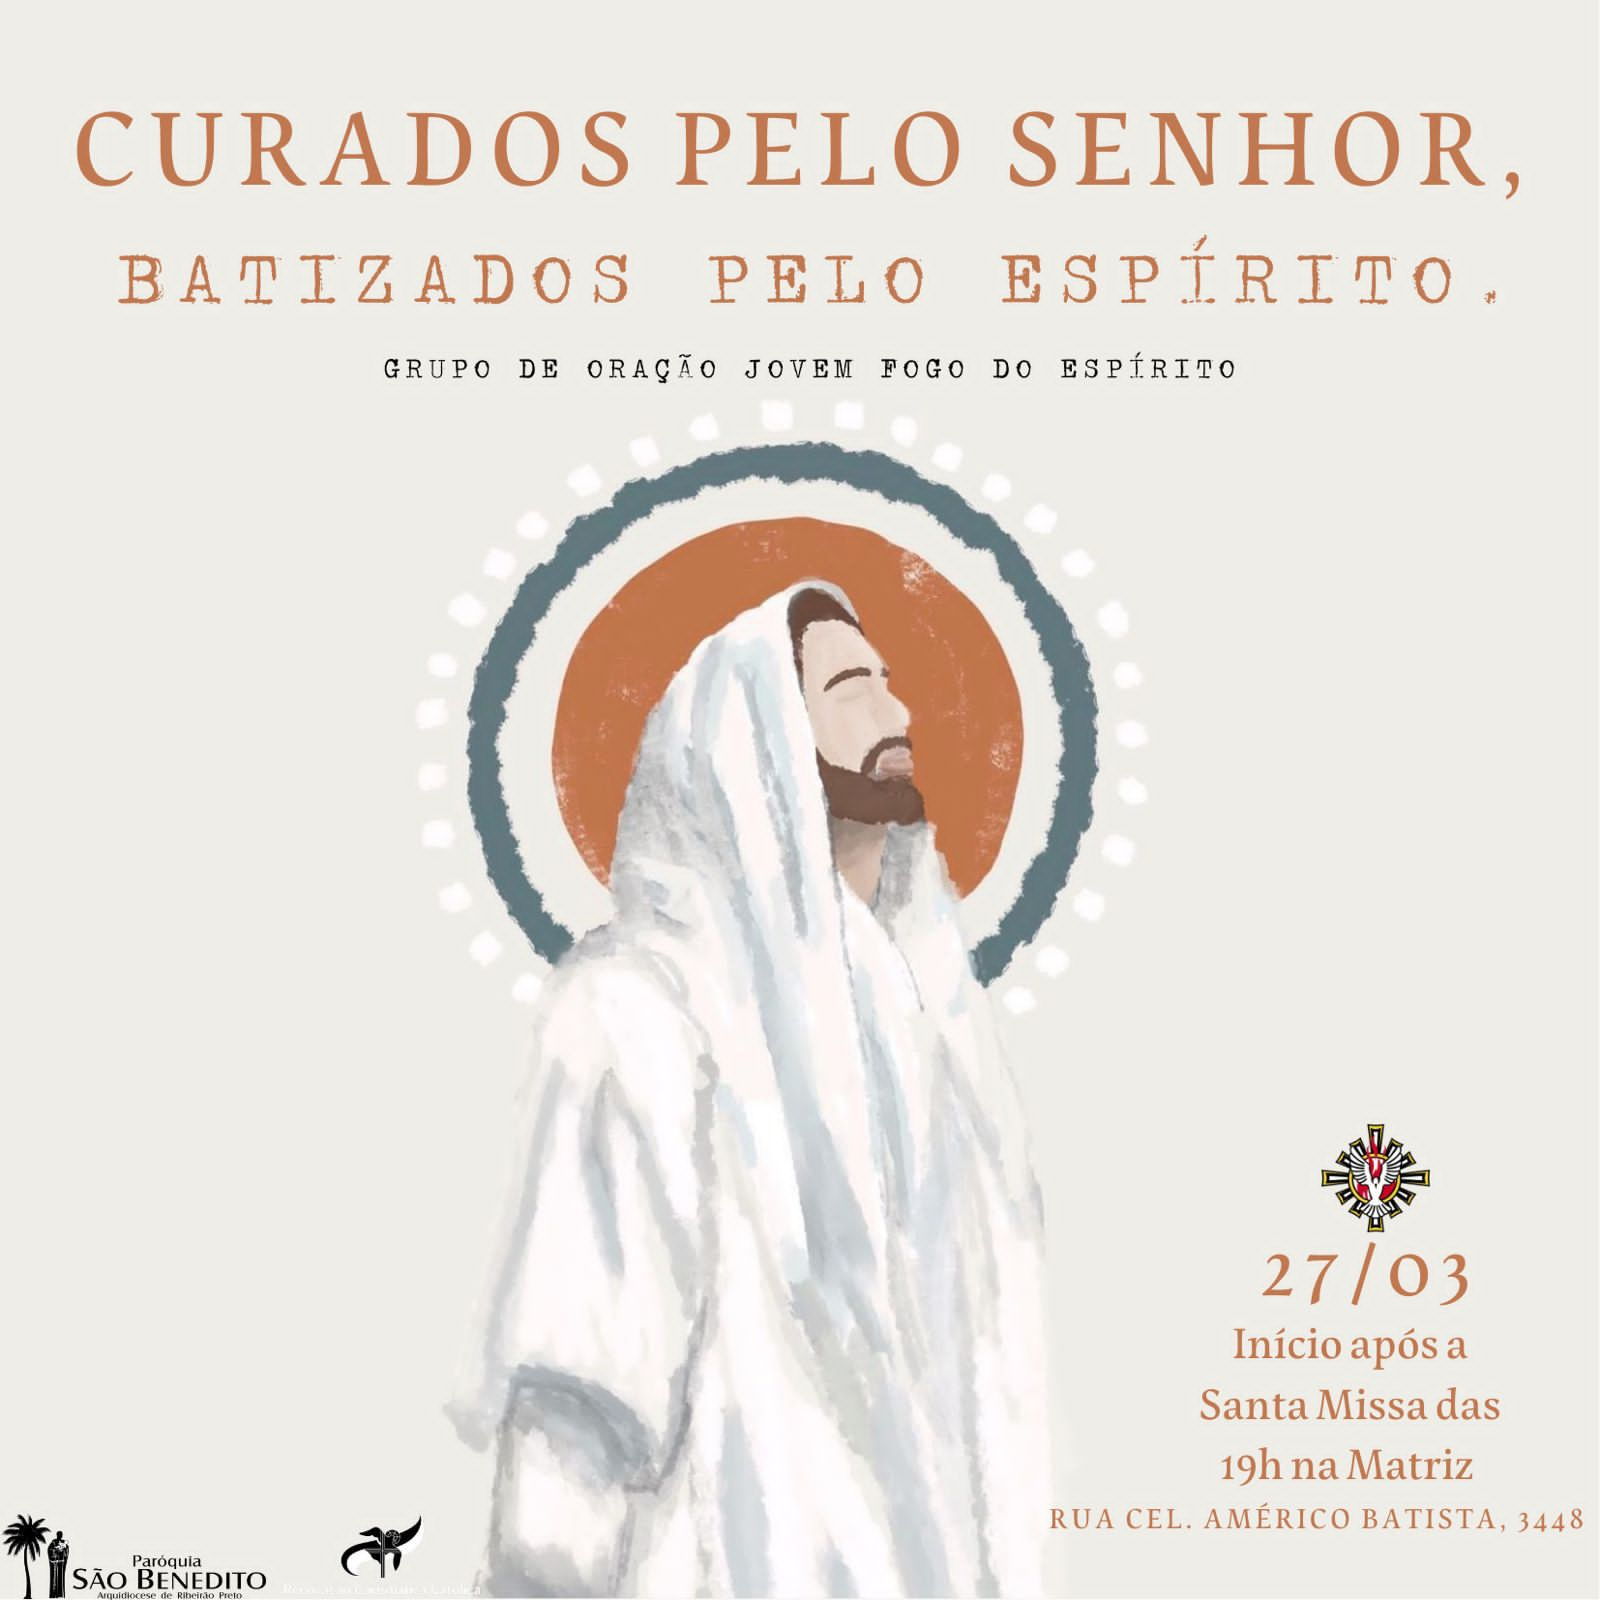 CURADOS PELO SENHOR,
BATIZADOS PELO ESPÍRITO.
GRUPO DE ORAÇÃO JOVEM FOGO DO ESPÍRITO
27/03
Início após a
Santa Missa das
19h na Matriz
RUA CEL. AMÉRICO BATISTA, 3448
Paróquia
SÃO BENEDITO
Arquidiocese de Ribeirão Preto